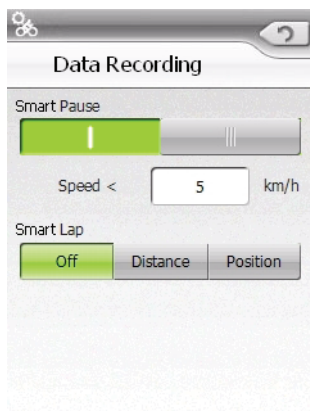 Data Recording
Smart Pause
Speed < 5 km/h
Smart Lap
Off Distance Position